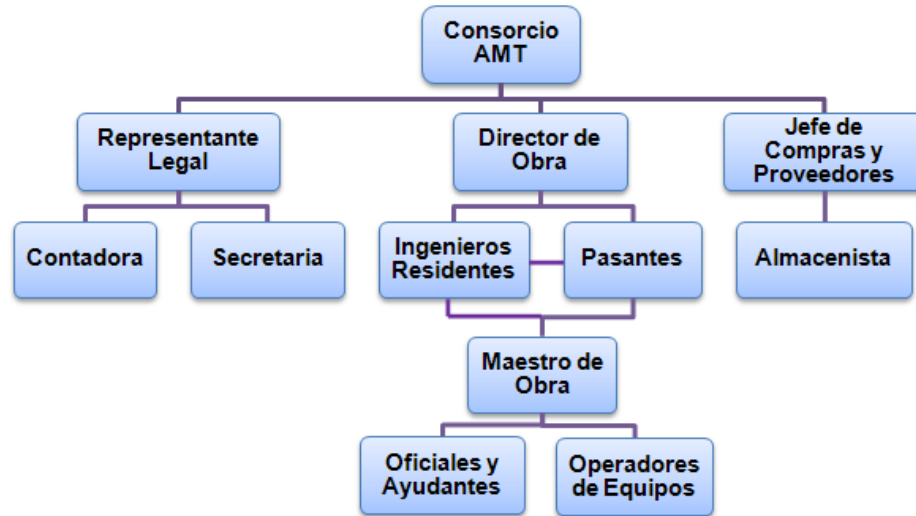 Consorcio
AMT
Representante
Legal
Director de
Obra
Jefe de
Compras y
Proveedores
Contadora
Secretaria
Ingenieros
Residentes
Pasantes
Almacenista
Maestro de
Obra
Oficiales y
Ayudantes
Operadores
de Equipos